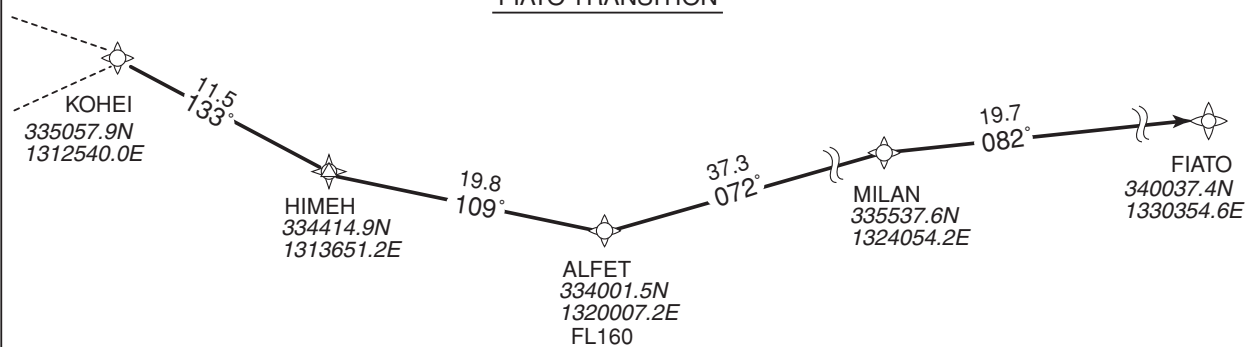 FIATO TRANSITION
KOHEI
335057.9N
1312540.0E
11.5
133°
HIMEH
334414.9N
1313651.2E
19.8
109°
ALFET
334001.5N
1320007.2E
FL160
37.3
072°
MILAN
335537.6N
1324054.2E
19.7
082°
FIATO
340037.4N
1330354.6E